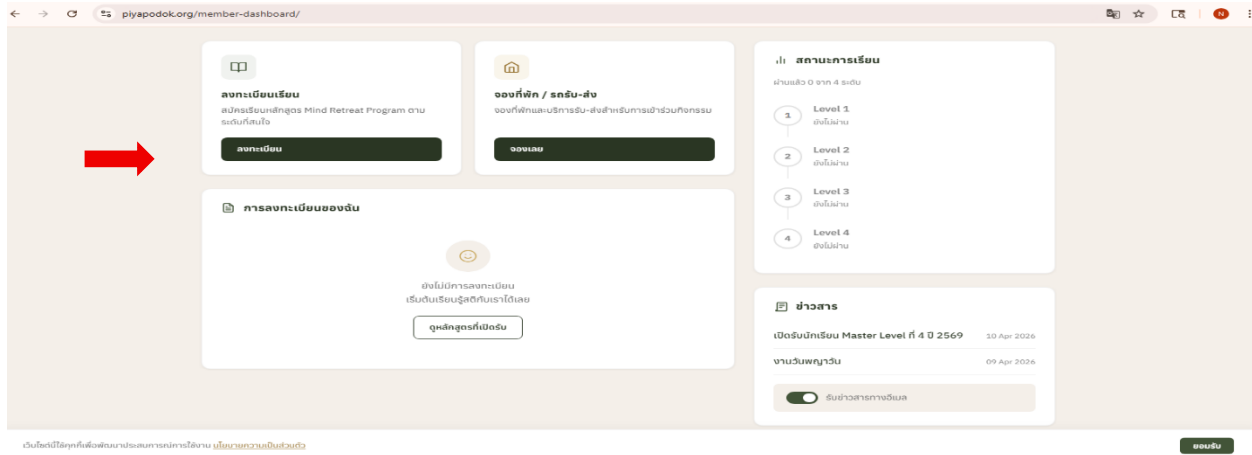 piyapodok.org/member-dashboard/
N
ลงทะเบียนเรียน
สมัครเรียนหลักสูตร Mind Retreat Program ตาม
ระดับที่สนใจ
ลงทะเบียน
จองที่พัก / รถรับ-ส่ง
จองที่พักและบริการรับ-ส่งสำหรับการเข้าร่วมกิจกรรม
จองเลย
การลงทะเบียนของฉัน
ยังไม่มีการลงทะเบียน
เริ่มต้นเรียนรู้สติกับเราได้เลย
ดูหลักสูตรที่เปิดรับ
สถานะการเรียน
ผ่านแล้ว 0 จาก 4 ระดับ
1 Level 1
ยังไม่ผ่าน
2 Level 2
ยังไม่ผ่าน
3 Level 3
ยังไม่ผ่าน
4 Level 4
ยังไม่ผ่าน
ข่าวสาร
เปิดรับนักเรียน Master Level ที่ 4 ปี 2569 10 Apr 2026
งานวันพญาวัน 09 Apr 2026
รับข่าวสารทางอีเมล
เว็บไซต์นี้ใช้คุกกี้เพื่อพัฒนาประสบการณ์การใช้งาน นโยบายความเป็นส่วนตัว
ยอมรับ